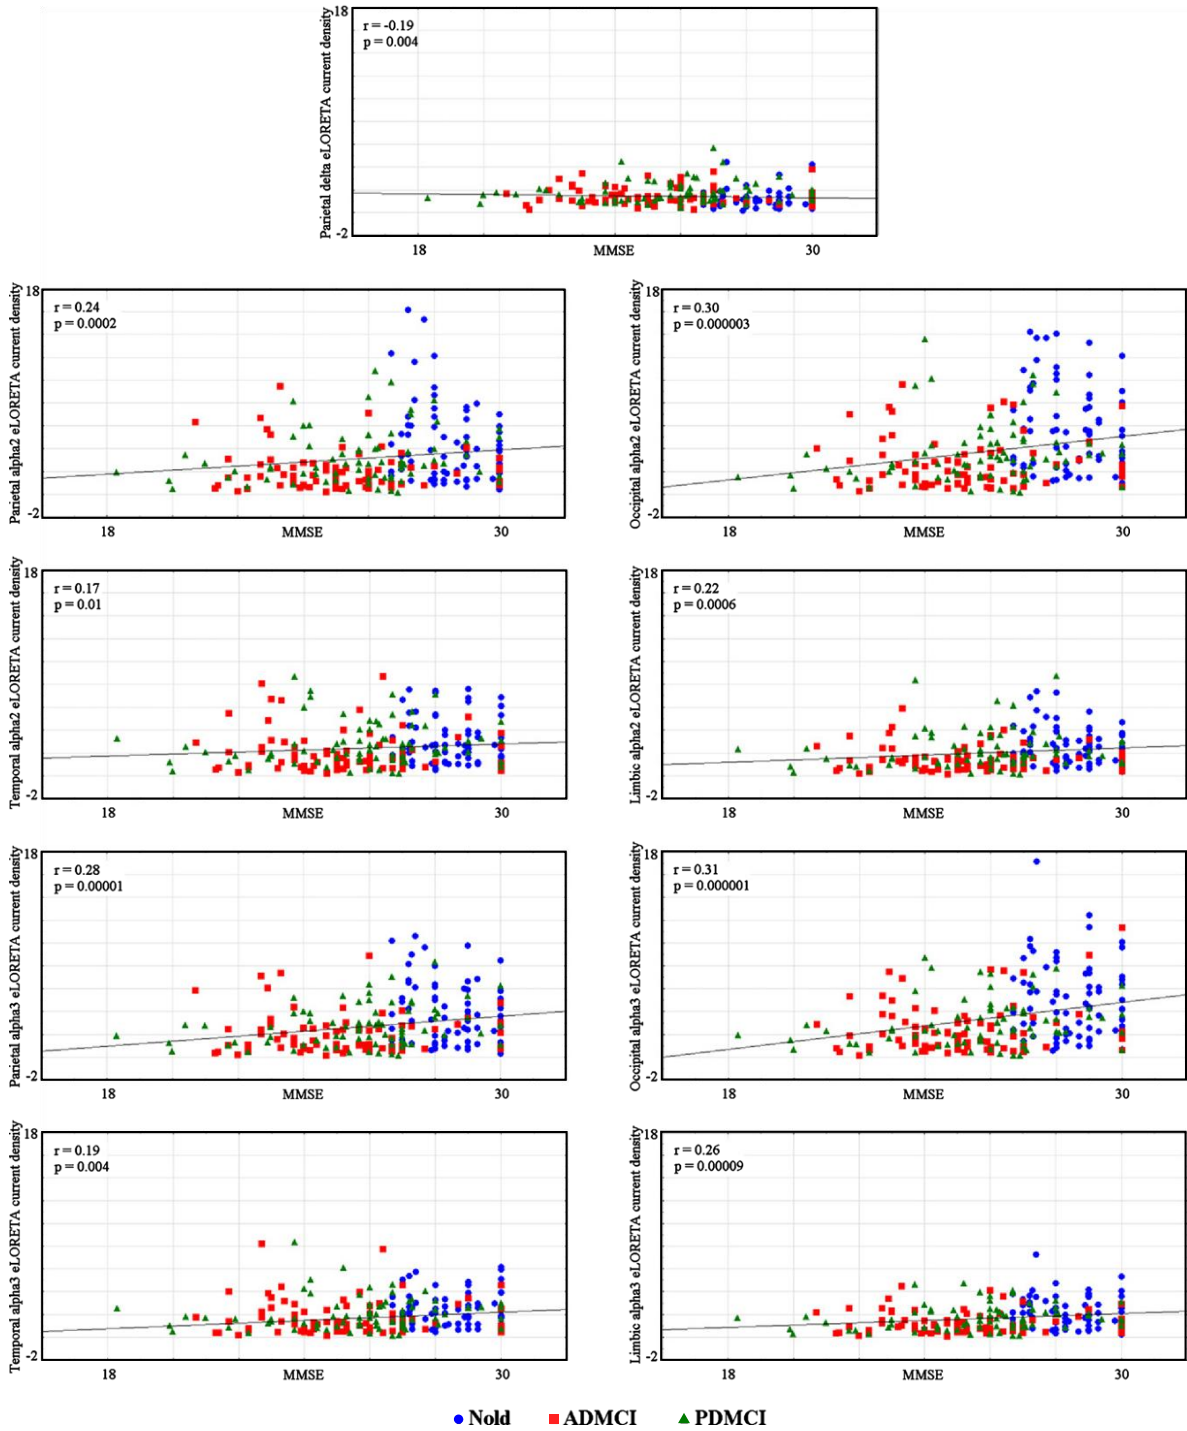 Parietal delta eLORETA current density
18
r = -0.19
p = 0.004
-2
18
MMSE
30
Parietal alpha2 eLORETA current density
18
r = 0.24
p = 0.0002
-2
18
MMSE
30
Occipital alpha2 eLORETA current density
18
r = 0.30
p = 0.000003
-2
18
MMSE
30
Temporal alpha2 eLORETA current density
18
r = 0.17
p = 0.01
-2
18
MMSE
30
Limbic alpha2 eLORETA current density
18
r = 0.22
p = 0.0006
-2
18
MMSE
30
Parietal alpha3 eLORETA current density
18
r = 0.28
p = 0.00001
-2
18
MMSE
30
Occipital alpha3 eLORETA current density
18
r = 0.31
p = 0.000001
-2
18
MMSE
30
Temporal alpha3 eLORETA current density
18
r = 0.19
p = 0.004
-2
18
MMSE
30
Limbic alpha3 eLORETA current density
18
r = 0.26
p = 0.00009
-2
18
MMSE
30
Nold ADMCI PDMCI